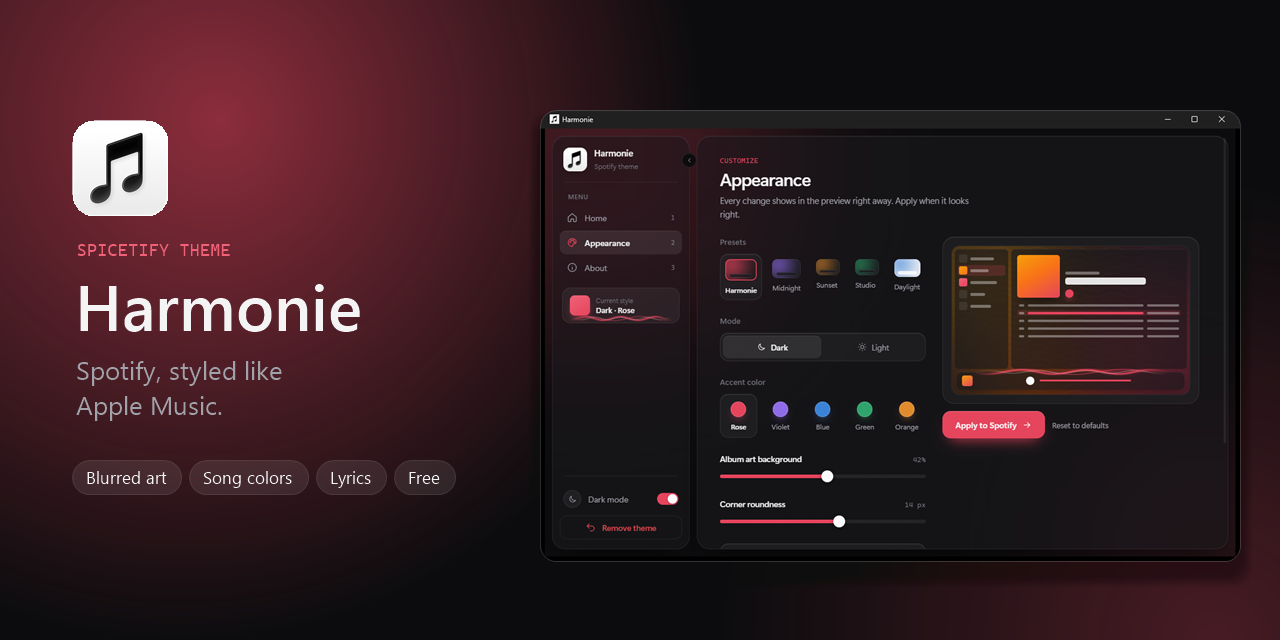 SPICETIFY THEME
Harmonie
Spotify, styled like
Apple Music.
Blurred art
Song colors
Lyrics
Free
Harmonie
Harmonie
Spotify theme
MENU
Home 1
Appearance 2
About 3
Current style
Dark · Rose
Dark mode
Remove theme
CUSTOMIZE
Appearance
Every change shows in the preview right away. Apply when it looks
right.
Presets
Harmonie
Midnight
Sunset
Studio
Daylight
Mode
Dark
Light
Accent color
Rose
Violet
Blue
Green
Orange
Album art background 42%
Corner roundness 14 px
Apply to Spotify →
Reset to defaults